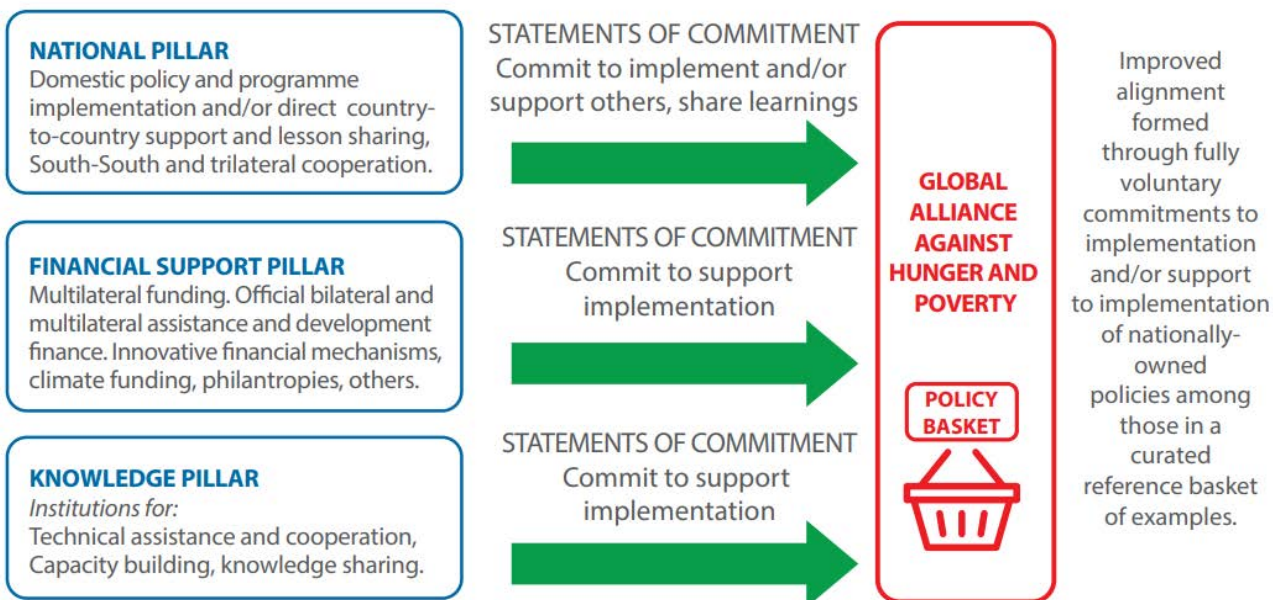 NATIONAL PILLAR
Domestic policy and programme
implementation and/or direct country-
to-country support and lesson sharing,
South-South and trilateral cooperation.
STATEMENTS OF COMMITMENT
Commit to implement and/or
support others, share learnings
FINANCIAL SUPPORT PILLAR
Multilateral funding. Official bilateral and
multilateral assistance and development
finance. Innovative financial mechanisms,
climate funding, philantropies, others.
STATEMENTS OF COMMITMENT
Commit to support
implementation
KNOWLEDGE PILLAR
Institutions for:
Technical assistance and cooperation,
Capacity building, knowledge sharing.
STATEMENTS OF COMMITMENT
Commit to support
implementation
GLOBAL
ALLIANCE
AGAINST
HUNGER AND
POVERTY
POLICY
BASKET
Improved
alignment
formed
through fully
voluntary
commitments to
implementation
and/or support
to implementation
of nationally-
owned
policies among
those in a
curated
reference basket
of examples.